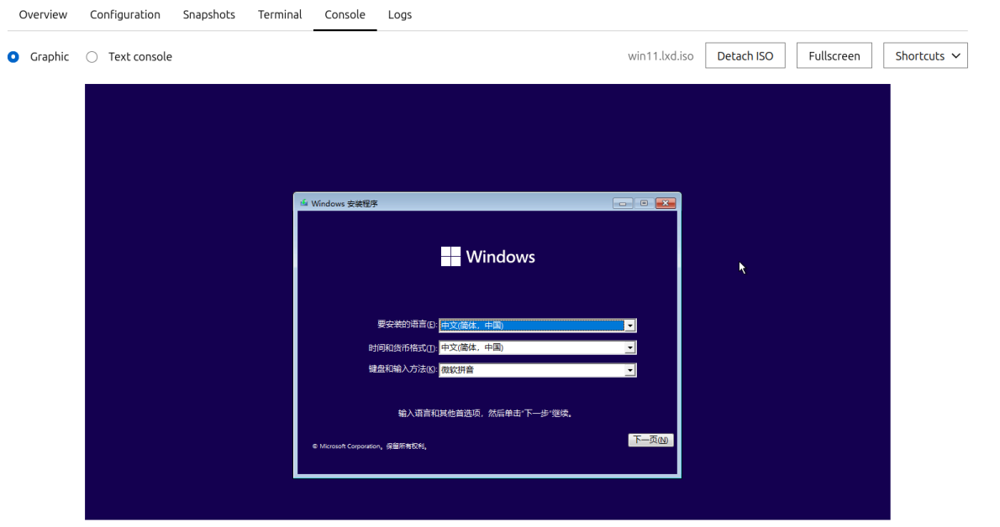 Overview Configuration Snapshots Terminal Console Logs
Graphic Text console win11.lxd.iso Detach ISO Fullscreen Shortcuts
Windows 安装程序
Windows
要安装的语言(E): 中文(简体，中国)
时间和货币格式(T): 中文(简体，中国)
键盘和输入方法(K): 微软拼音
输入语言和其他首选项，然后单击"下一步"继续。
© Microsoft Corporation。保留所有权利。
下一页(N)